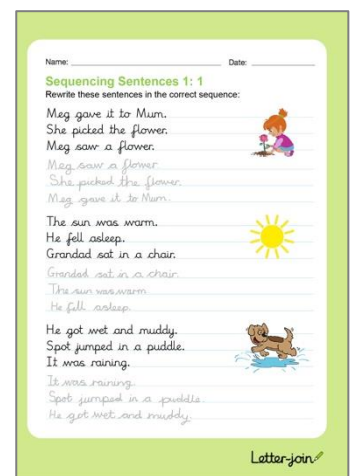 Name: Date:
Sequencing Sentences 1: 1
Rewrite these sentences in the correct sequence:
Meg gave it to Mum.
She picked the flower.
Meg saw a flower.
Meg saw a flower
She picked the flower.
Meg gave it to Mum.
The sun was warm.
He fell asleep.
Grandad sat in a chair.
Grandad sat in a chair.
The sun was warm
He fell asleep.
He got wet and muddy.
Spot jumped in a puddle.
It was raining.
It was raining.
Spot jumped in a puddle.
He got wet and muddy.
Letter-join